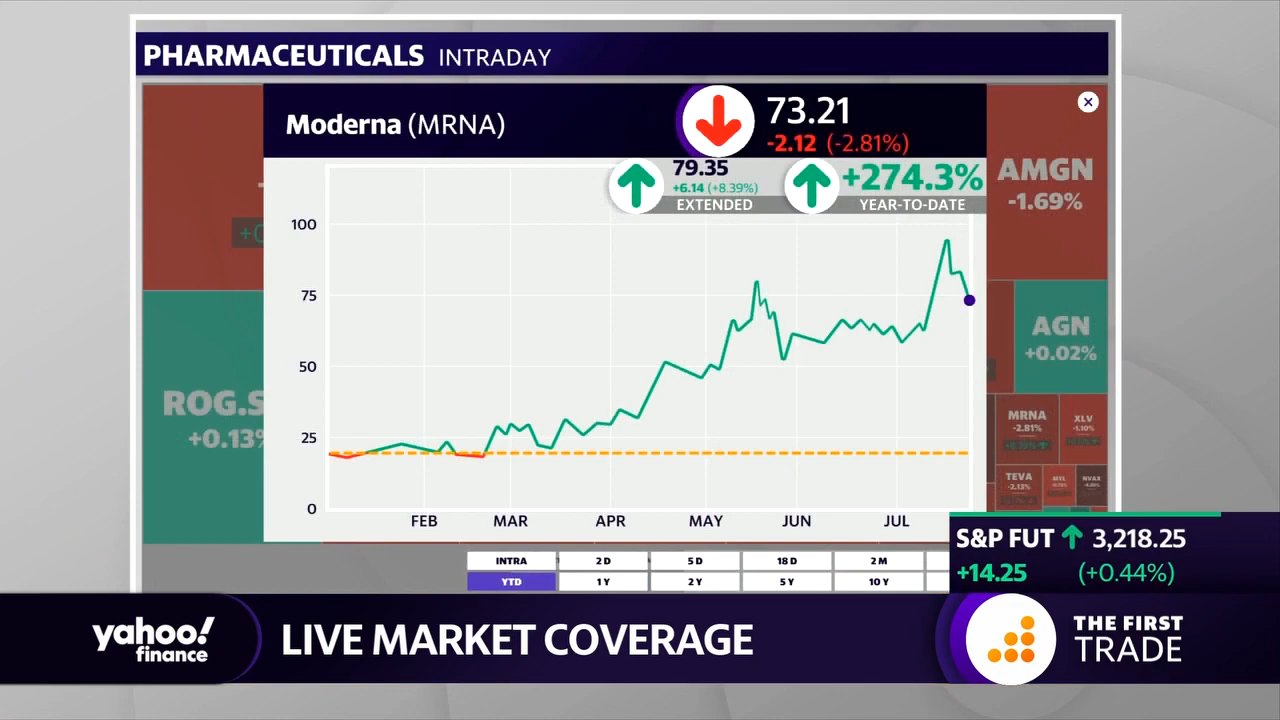 PHARMACEUTICALS INTRADAY
Moderna (MRNA)
73.21
-2.12 (-2.81%)
79.35
+6.14 (+8.39%)
EXTENDED
+274.3%
YEAR-TO-DATE
AMGN
-1.69%
ROG.S
+0.13%
AGN
+0.02%
MRNA
-2.81%
XLV
-1.10%
TEVA
-2.13%
MYL
NVAX
100
75
50
25
0
FEB MAR APR MAY JUN JUL
INTRA 2 D 5 D 18 D 2 M
YTD 1 Y 2 Y 5 Y 10 Y
S&P FUT 3,218.25
+14.25 (+0.44%)
yahoo!
finance
LIVE MARKET COVERAGE
THE FIRST
TRADE